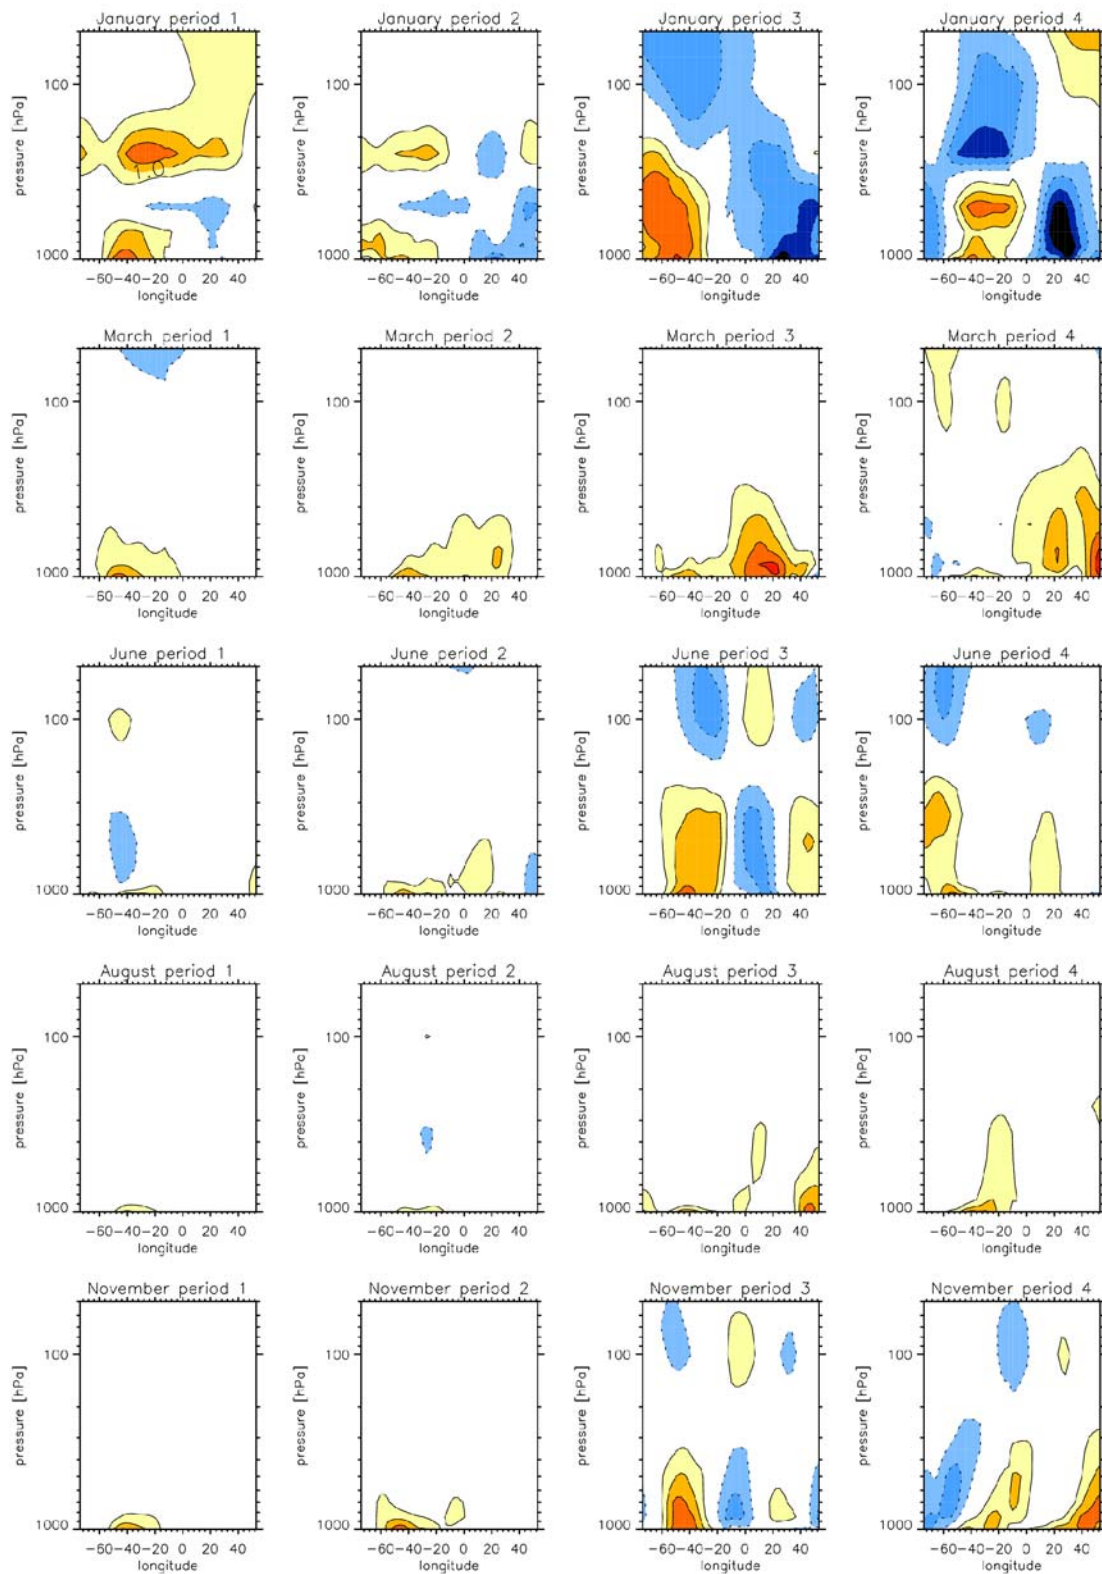 January period 1 January period 2 January period 3 January period 4
pressure [hPa] pressure [hPa] pressure [hPa] pressure [hPa]
100 100 100 100
1.0
1000 1000 1000 1000
−60−40−20 0 20 40 −60−40−20 0 20 40 −60−40−20 0 20 40 −60−40−20 0 20 40
longitude longitude longitude longitude
March period 1 March period 2 March period 3 March period 4
pressure [hPa] pressure [hPa] pressure [hPa] pressure [hPa]
100 100 100 100
1000 1000 1000 1000
−60−40−20 0 20 40 −60−40−20 0 20 40 −60−40−20 0 20 40 −60−40−20 0 20 40
longitude longitude longitude longitude
June period 1 June period 2 June period 3 June period 4
pressure [hPa] pressure [hPa] pressure [hPa] pressure [hPa]
100 100 100 100
1000 1000 1000 1000
−60−40−20 0 20 40 −60−40−20 0 20 40 −60−40−20 0 20 40 −60−40−20 0 20 40
longitude longitude longitude longitude
August period 1 August period 2 August period 3 August period 4
pressure [hPa] pressure [hPa] pressure [hPa] pressure [hPa]
100 100 100 100
1000 1000 1000 1000
−60−40−20 0 20 40 −60−40−20 0 20 40 −60−40−20 0 20 40 −60−40−20 0 20 40
longitude longitude longitude longitude
November period 1 November period 2 November period 3 November period 4
pressure [hPa] pressure [hPa] pressure [hPa] pressure [hPa]
100 100 100 100
1000 1000 1000 1000
−60−40−20 0 20 40 −60−40−20 0 20 40 −60−40−20 0 20 40 −60−40−20 0 20 40
longitude longitude longitude longitude